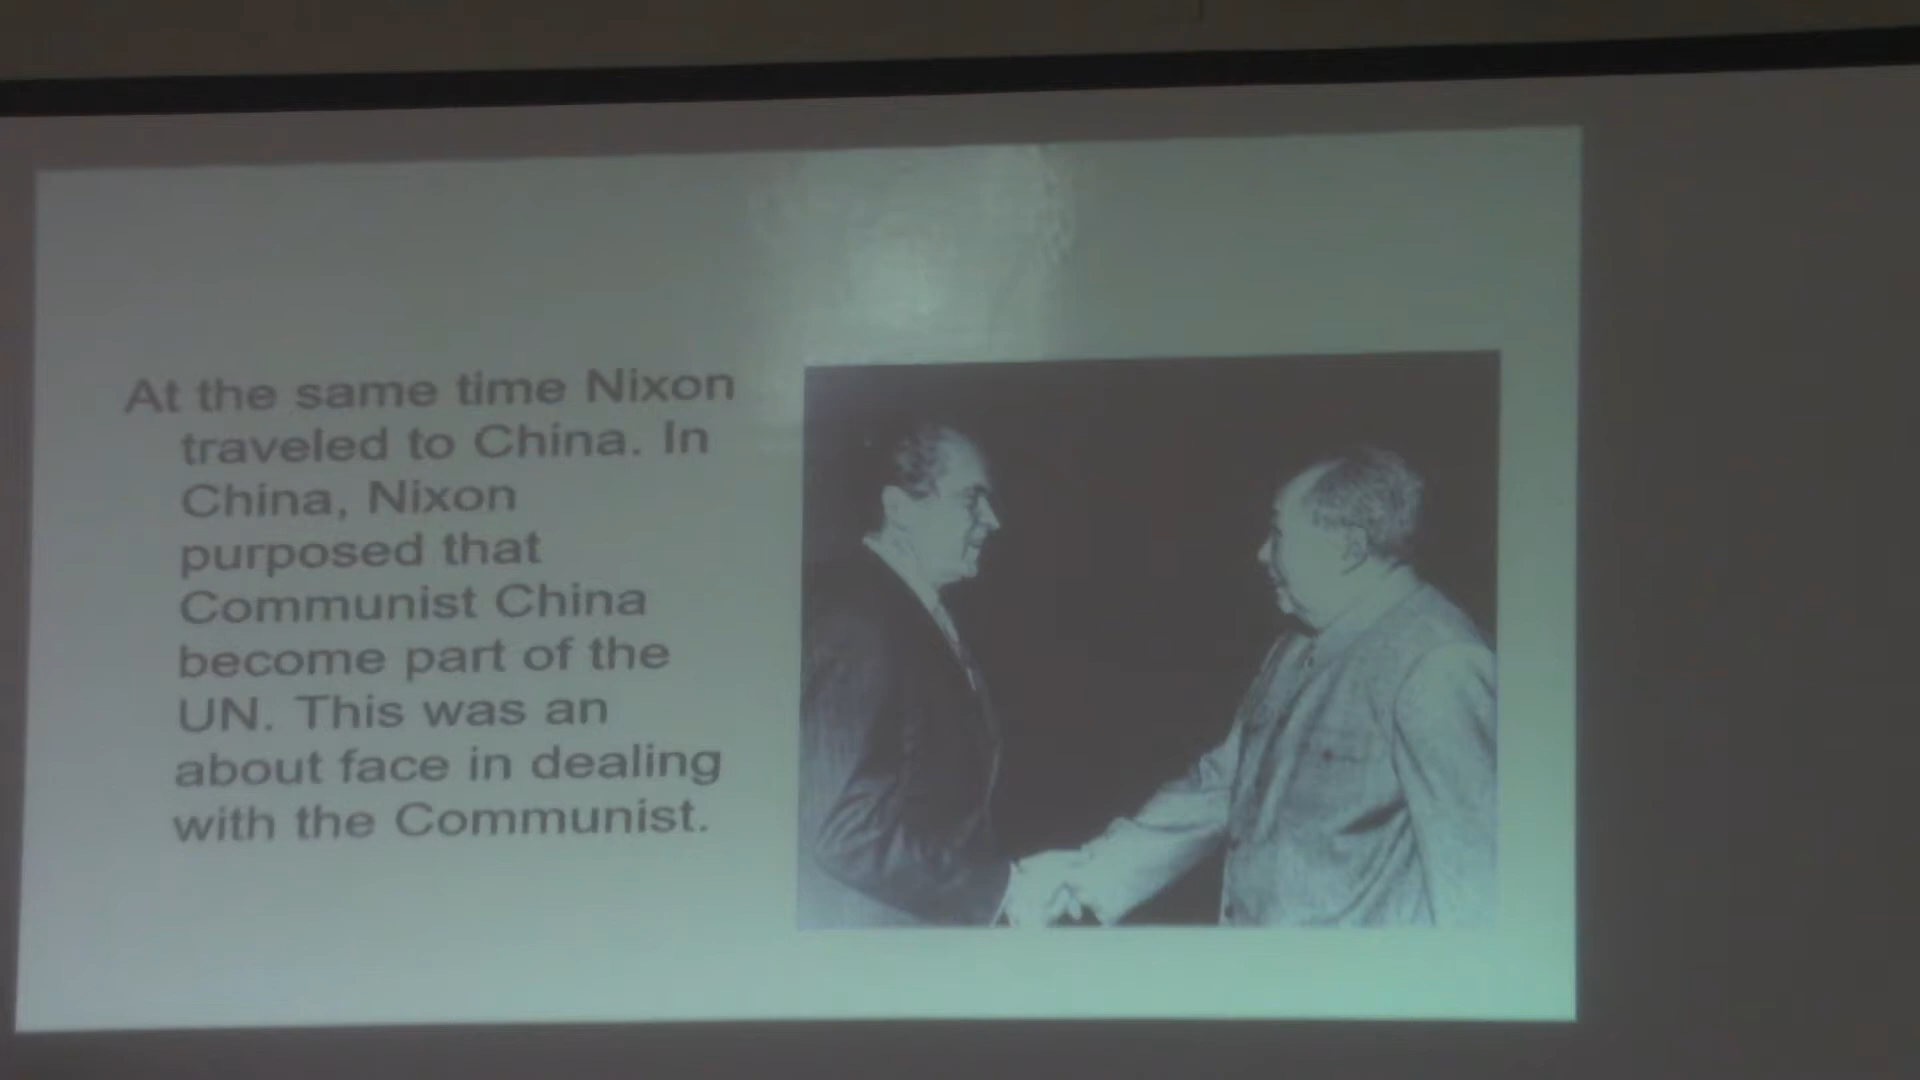 At the same time Nixon
traveled to China. In
China, Nixon
purposed that
Communist China
become part of the
UN. This was an
about face in dealing
with the Communist.